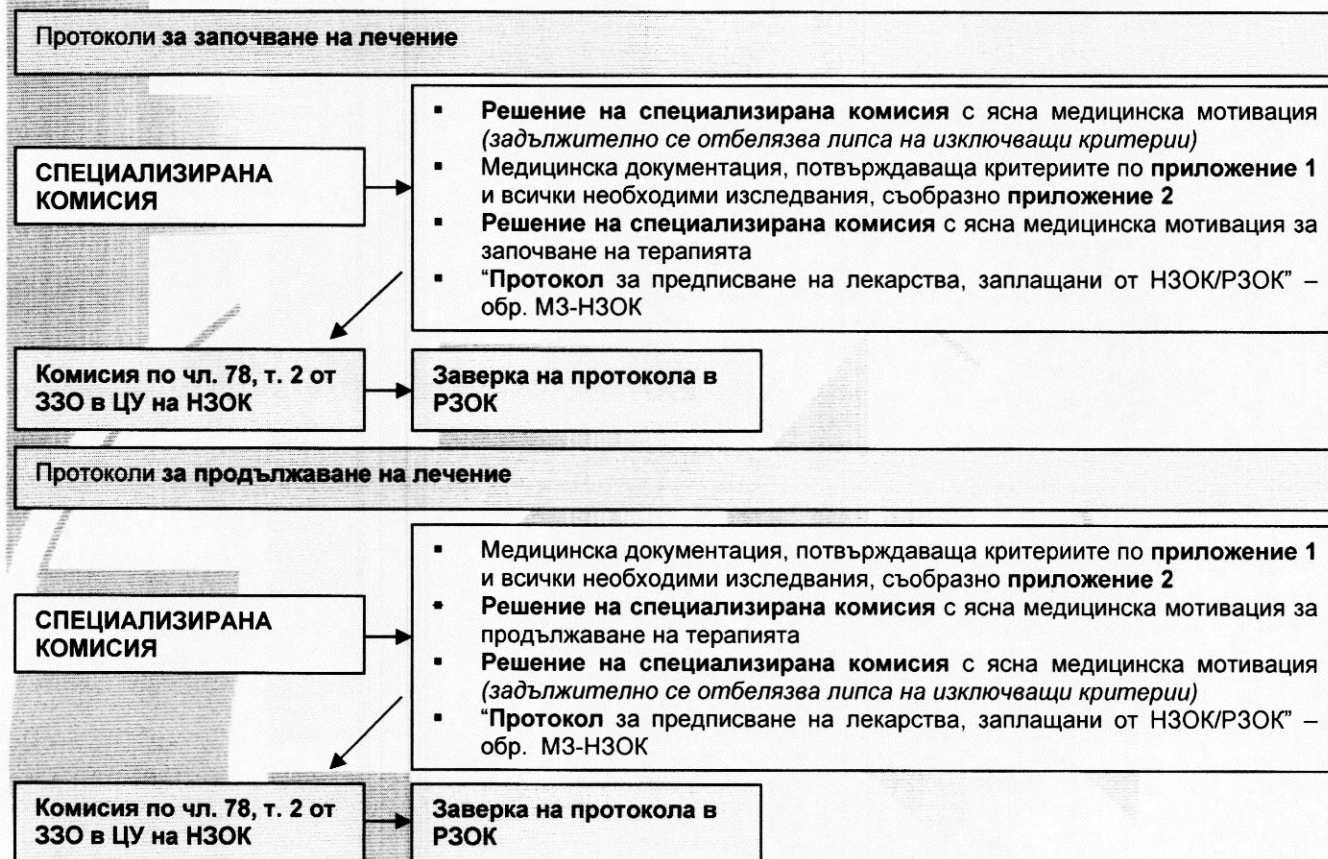 Протоколи за започване на лечение
СПЕЦИАЛИЗИРАНА
КОМИСИЯ
▪ Решение на специализирана комисия с ясна медицинска мотивация
(задължително се отбелязва липса на изключващи критерии)
▪ Медицинска документация, потвърждаваща критериите по приложение 1
и всички необходими изследвания, съобразно приложение 2
▪ Решение на специализирана комисия с ясна медицинска мотивация за
започване на терапията
▪ “Протокол за предписване на лекарства, заплащани от НЗОК/РЗОК” –
обр. МЗ-НЗОК
Комисия по чл. 78, т. 2 от
ЗЗО в ЦУ на НЗОК
Заверка на протокола в
РЗОК
Протоколи за продължаване на лечение
СПЕЦИАЛИЗИРАНА
КОМИСИЯ
▪ Медицинска документация, потвърждаваща критериите по приложение 1
и всички необходими изследвания, съобразно приложение 2
▪ Решение на специализирана комисия с ясна медицинска мотивация за
продължаване на терапията
▪ Решение на специализирана комисия с ясна медицинска мотивация
(задължително се отбелязва липса на изключващи критерии)
▪ “Протокол за предписване на лекарства, заплащани от НЗОК/РЗОК” –
обр. МЗ-НЗОК
Комисия по чл. 78, т. 2 от
ЗЗО в ЦУ на НЗОК
Заверка на протокола в
РЗОК